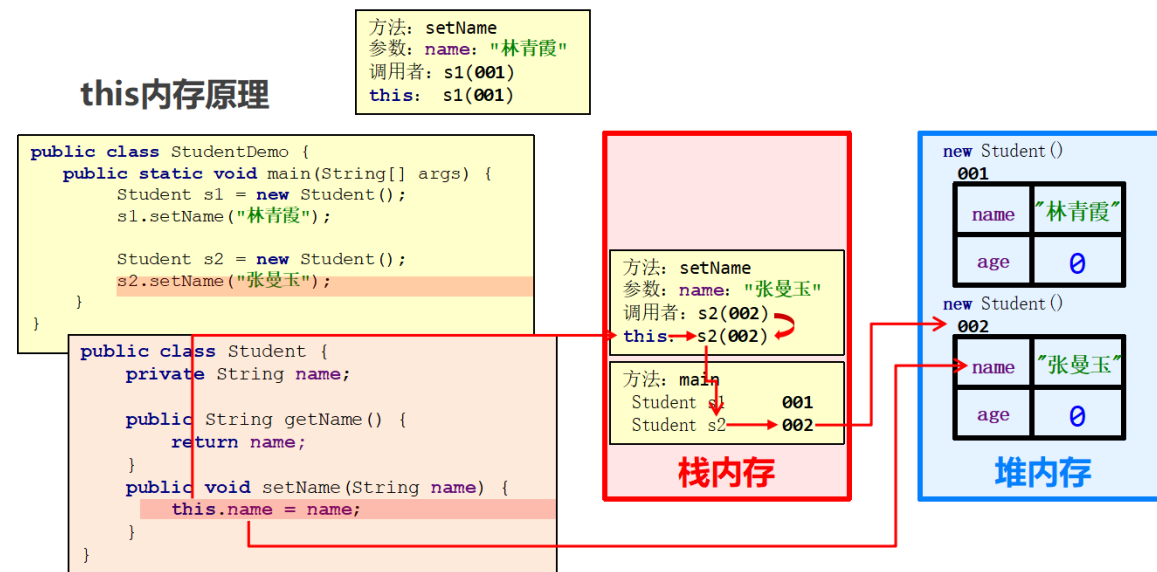 方法: setName
参数: name: "林青霞"
调用者: s1(001)
this: s1(001)
this内存原理
public class StudentDemo {
public static void main(String[] args) {
Student s1 = new Student();
s1.setName("林青霞");
Student s2 = new Student();
s2.setName("张曼玉");
}
}
public class Student {
private String name;
public String getName() {
return name;
}
public void setName(String name) {
this.name = name;
}
}
方法: setName
参数: name: "张曼玉"
调用者: s2(002)
this: s2(002)
方法: main
Student s1 001
Student s2 002
栈内存
new Student()
001
name "林青霞"
age 0
new Student()
002
name "张曼玉"
age 0
堆内存